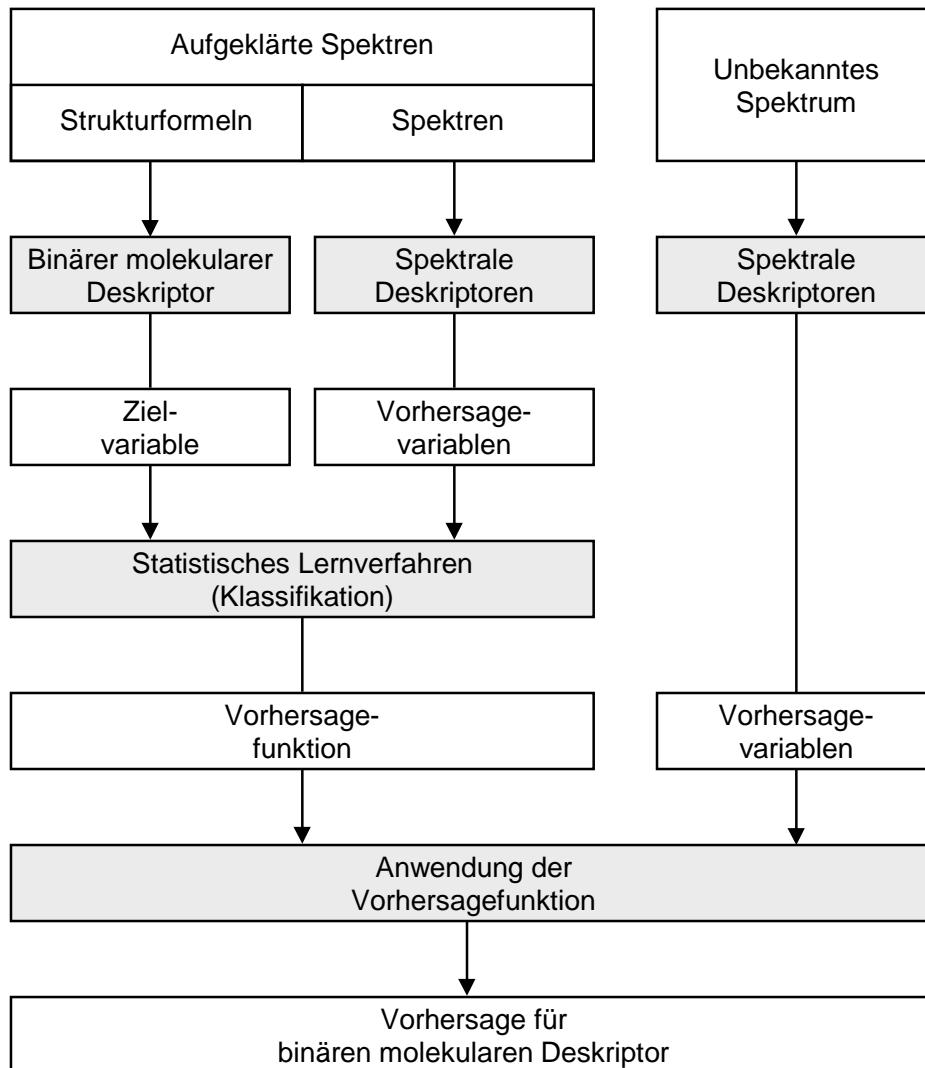 Aufgeklärte Spektren
Unbekanntes
Spektrum
Strukturformeln
Spektren
Binärer molekularer
Deskriptor
Spektrale
Deskriptoren
Spektrale
Deskriptoren
Ziel-
variable
Vorhersage-
variablen
Statistisches Lernverfahren
(Klassifikation)
Vorhersage-
funktion
Vorhersage-
variablen
Anwendung der
Vorhersagefunktion
Vorhersage für
binären molekularen Deskriptor